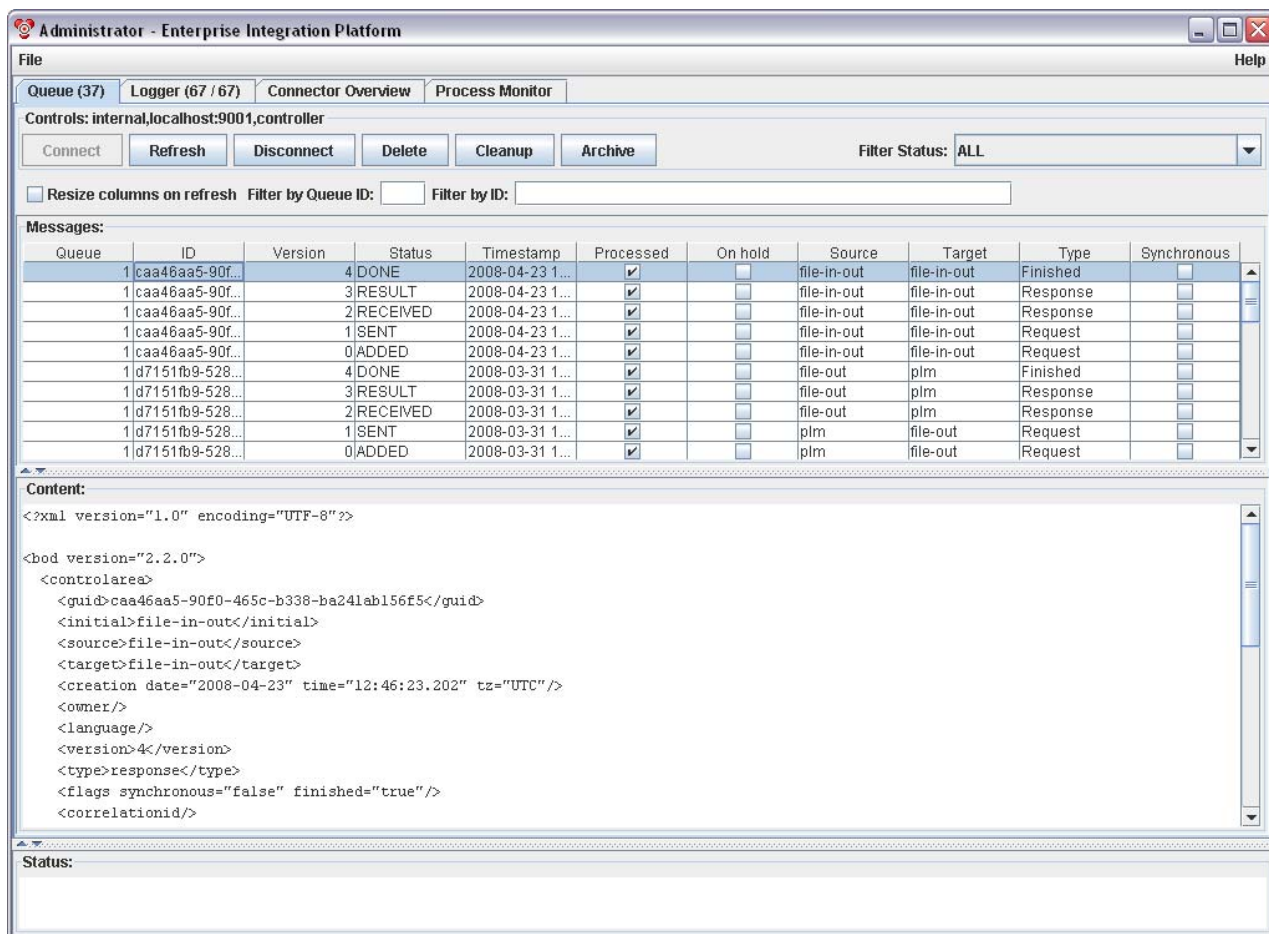 Administrator - Enterprise Integration Platform
File Help
Queue (37) Logger (67 / 67) Connector Overview Process Monitor
Controls: internal,localhost:9001,controller
Connect Refresh Disconnect Delete Cleanup Archive Filter Status: ALL
Resize columns on refresh Filter by Queue ID: Filter by ID:
Messages:
Queue ID Version Status Timestamp Processed On hold Source Target Type Synchronous
1 caa46aa5-90f... 4 DONE 2008-04-23 1... file-in-out file-in-out Finished
1 caa46aa5-90f... 3 RESULT 2008-04-23 1... file-in-out file-in-out Response
1 caa46aa5-90f... 2 RECEIVED 2008-04-23 1... file-in-out file-in-out Response
1 caa46aa5-90f... 1 SENT 2008-04-23 1... file-in-out file-in-out Request
1 caa46aa5-90f... 0 ADDED 2008-04-23 1... file-in-out file-in-out Request
1 d7151fb9-528... 4 DONE 2008-03-31 1... file-out plm Finished
1 d7151fb9-528... 3 RESULT 2008-03-31 1... file-out plm Response
1 d7151fb9-528... 2 RECEIVED 2008-03-31 1... file-out plm Response
1 d7151fb9-528... 1 SENT 2008-03-31 1... plm file-out Request
1 d7151fb9-528... 0 ADDED 2008-03-31 1... plm file-out Request
Content:
<?xml version="1.0" encoding="UTF-8"?>
<bod version="2.2.0">
<controlarea>
<guid>caa46aa5-90f0-465c-b338-ba241ab156f5</guid>
<initial>file-in-out</initial>
<source>file-in-out</source>
<target>file-in-out</target>
<creation date="2008-04-23" time="12:46:23.202" tz="UTC"/>
<owner/>
<language/>
<version>4</version>
<type>response</type>
<flags synchronous="false" finished="true"/>
<correlationid/>
Status: